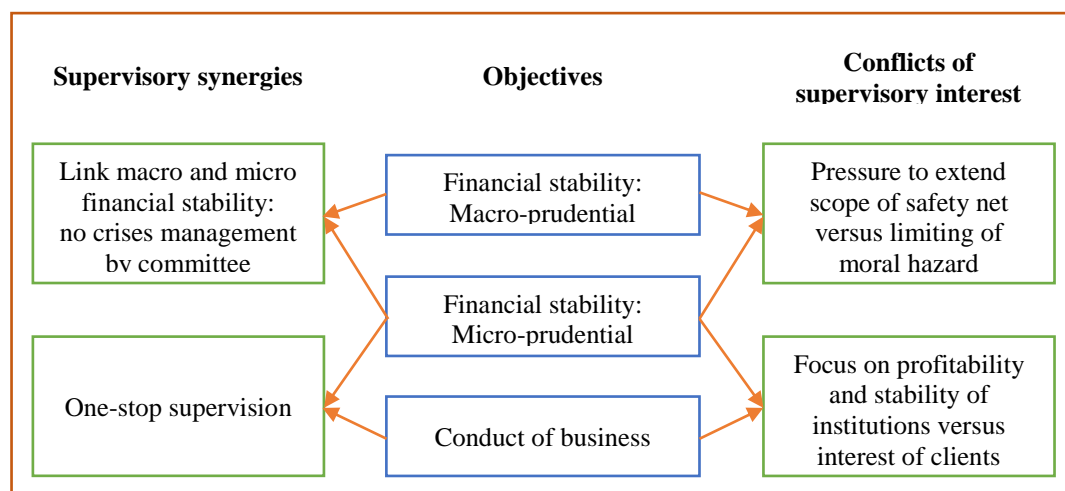 Supervisory synergies
Objectives
Conflicts of
supervisory interest
Link macro and micro
financial stability:
no crises management
by committee
Financial stability:
Macro-prudential
Pressure to extend
scope of safety net
versus limiting of
moral hazard
Financial stability:
Micro-prudential
One-stop supervision
Conduct of business
Focus on profitability
and stability of
institutions versus
interest of clients